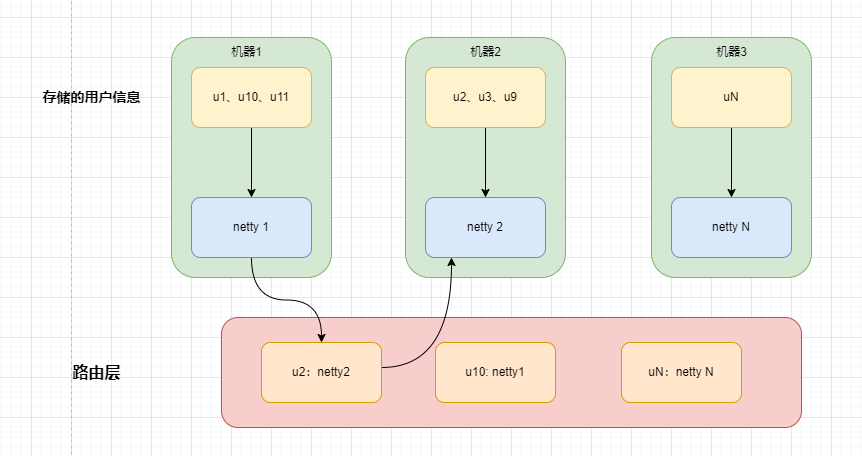 机器1
机器2
机器3
存储的用户信息
u1、u10、u11
u2、u3、u9
uN
netty 1
netty 2
netty N
路由层
u2：netty2
u10: netty1
uN：netty N